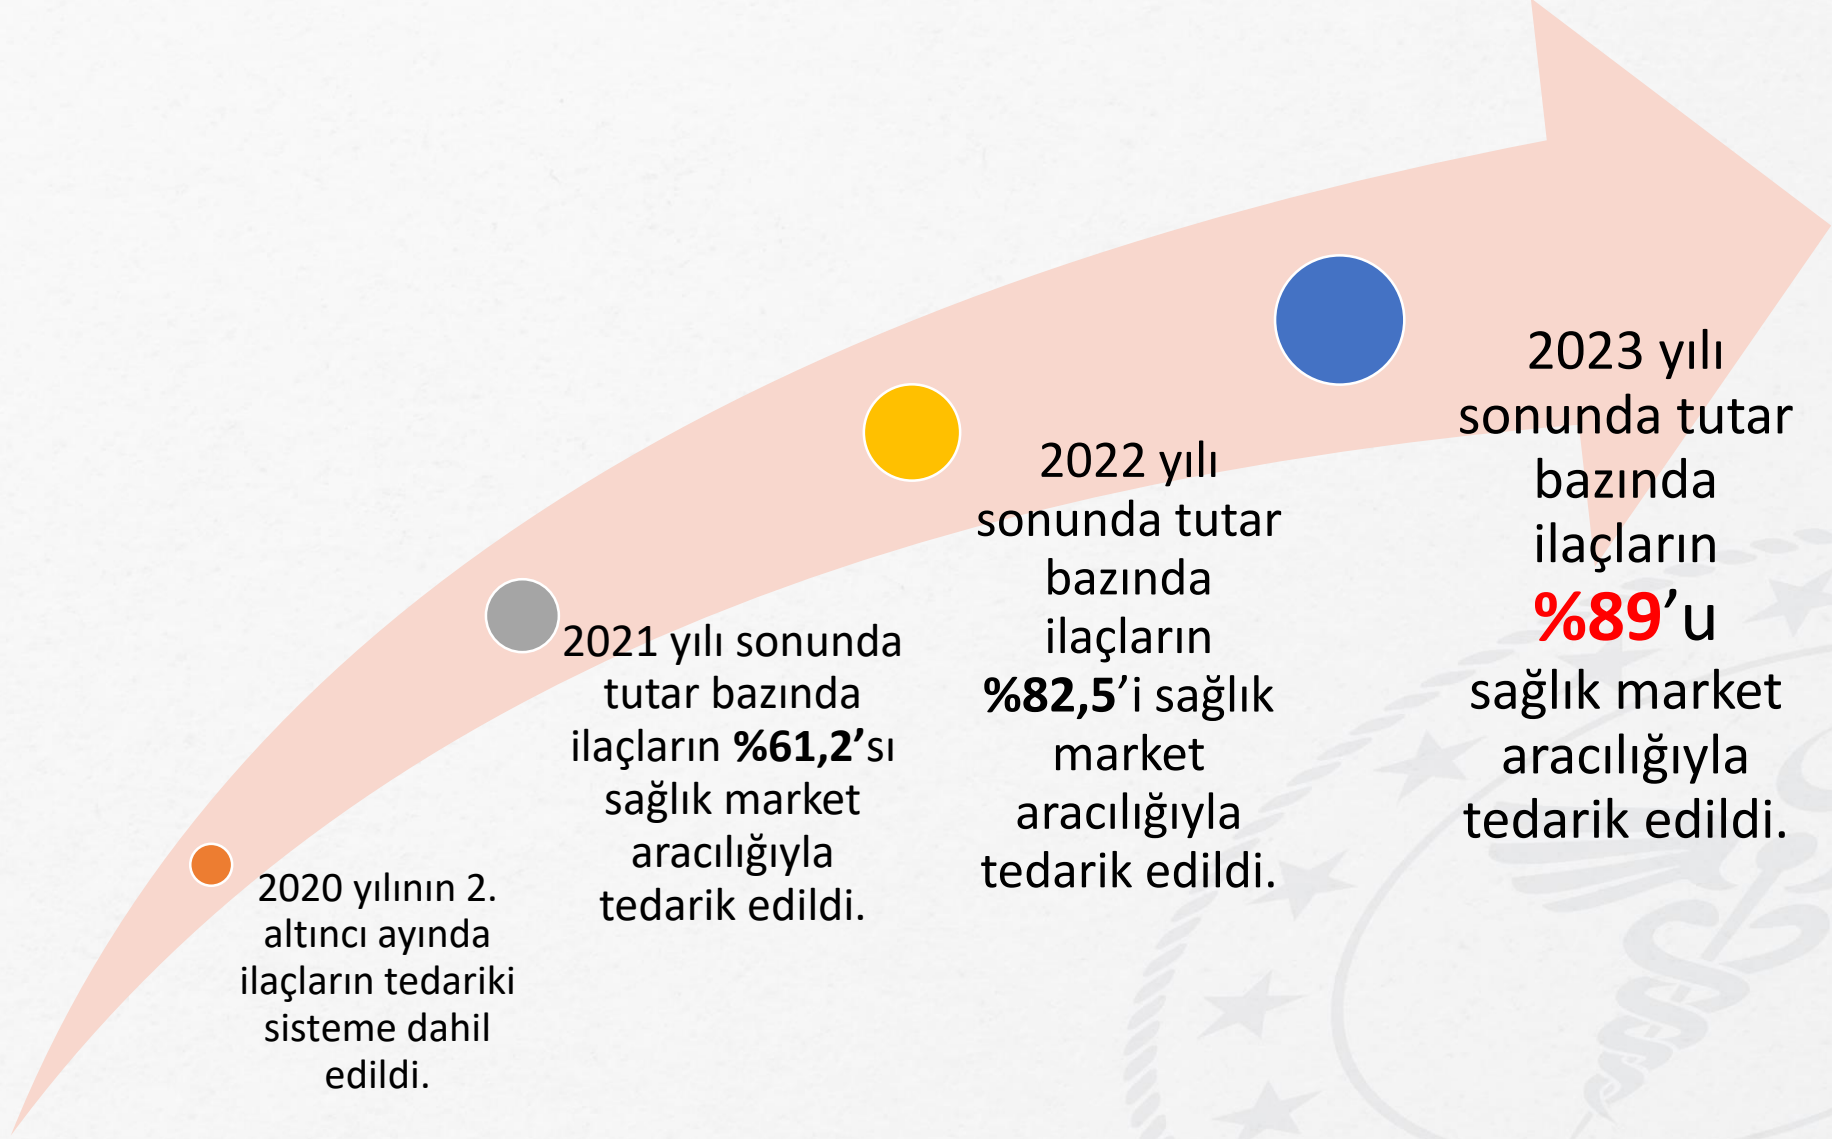 2020 yılının 2.
altıncı ayında
ilaçların tedariki
sisteme dahil
edildi.
2021 yılı sonunda
tutar bazında
ilaçların %61,2’sı
sağlık market
aracılığıyla
tedarik edildi.
2022 yılı
sonunda tutar
bazında
ilaçların
%82,5’i sağlık
market
aracılığıyla
tedarik edildi.
2023 yılı
sonunda tutar
bazında
ilaçların
%89’u
sağlık market
aracılığıyla
tedarik edildi.